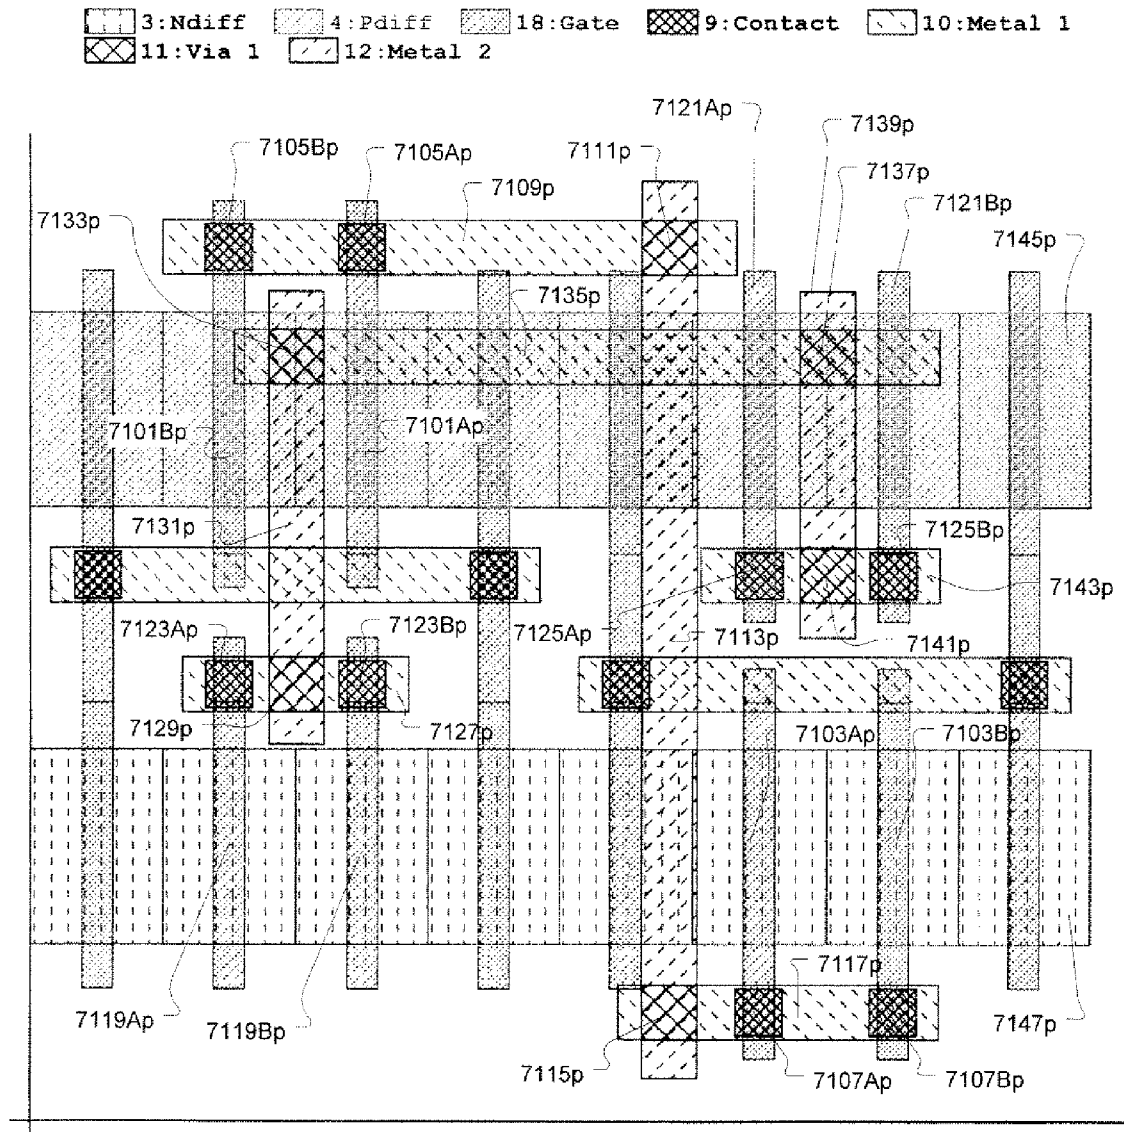 3:Ndiff 4:Pdiff 18:Gate 9:Contact 10:Metal 1
11:Via 1 12:Metal 2
7121Ap
7139p
7105Bp
7105Ap
7111p
7137p
7109p
7121Bp
7133p
7145p
7135p
7101Bp
7101Ap
7131p
7125Bp
7143p
7123Ap
7123Bp
7125Ap
7113p
7141p
7129p
7127p
7103Ap
7103Bp
7117p
7119Ap
7119Bp
7147p
7115p
7107Ap
7107Bp